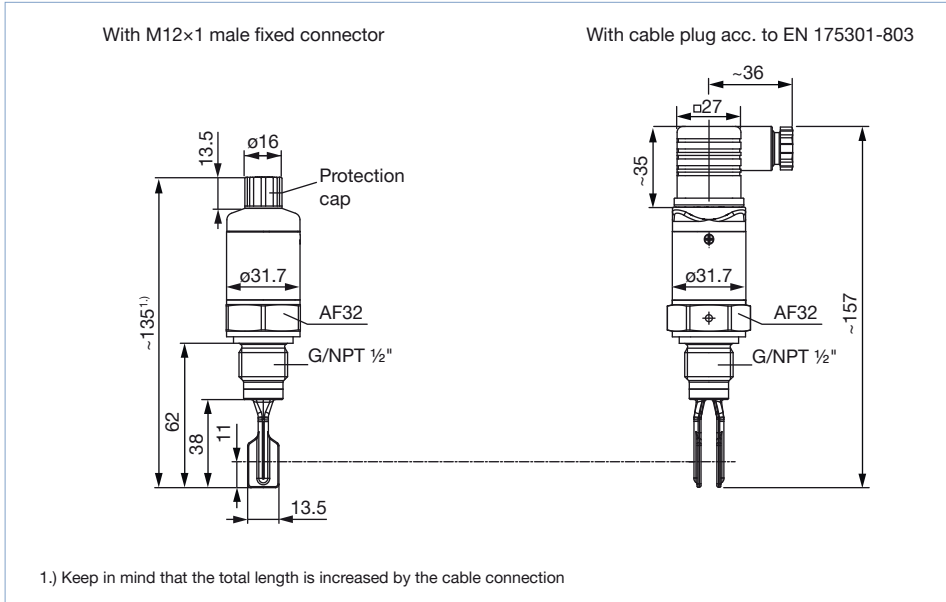 With M12×1 male fixed connector
With cable plug acc. to EN 175301-803
~36
□27
13.5
ø16
Protection
cap
~35
ø31.7
ø31.7
~135¹·⁾
AF32
AF32
~157
G/NPT ½"
G/NPT ½"
62
38
11
13.5
1.) Keep in mind that the total length is increased by the cable connection